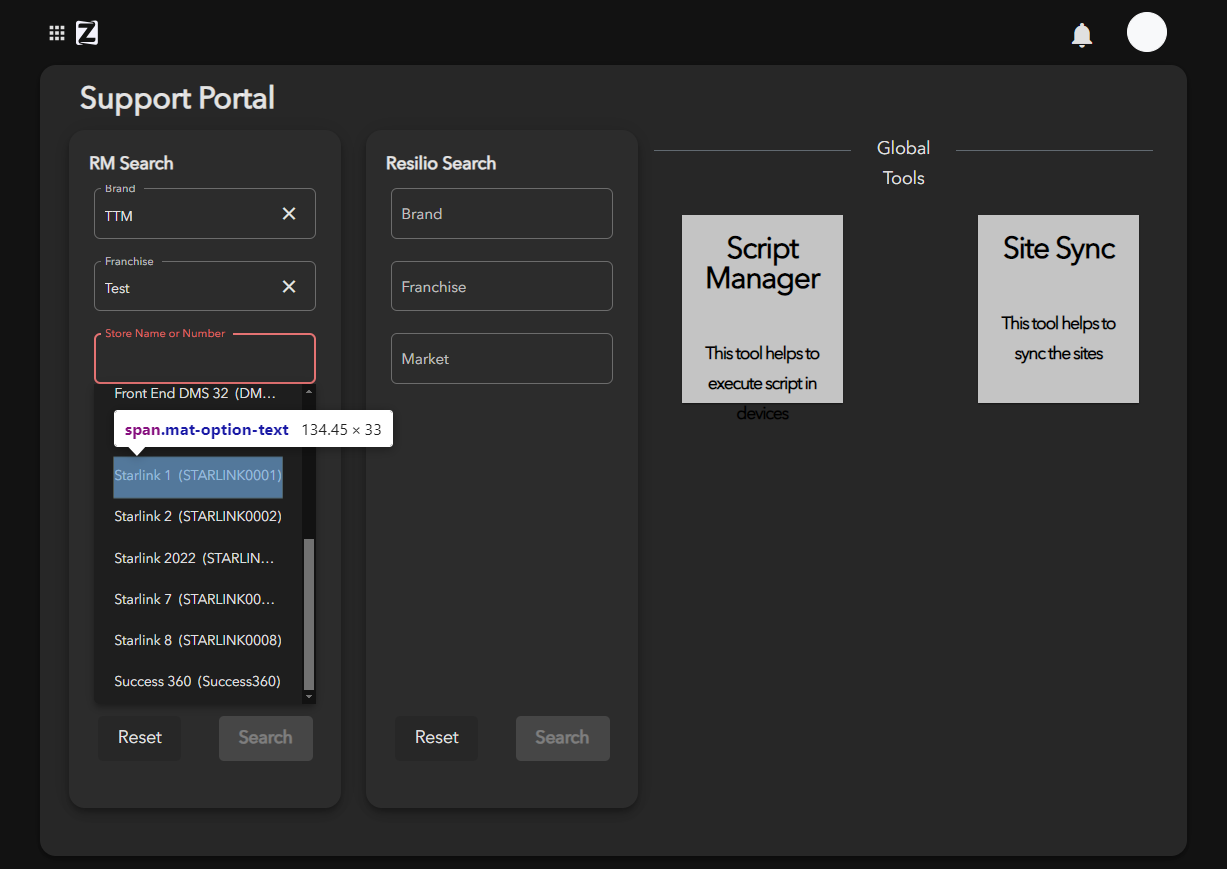 Z
Support Portal
RM Search
Brand
TTM
Franchise
Test
Store Name or Number
Front End DMS 32 (DM...
span.mat-option-text 134.45 × 33
Starlink 1 (STARLINK0001)
Starlink 2 (STARLINK0002)
Starlink 2022 (STARLIN...
Starlink 7 (STARLINK00...
Starlink 8 (STARLINK0008)
Success 360 (Success360)
Reset
Search
Resilio Search
Brand
Franchise
Market
Reset
Search
Global
Tools
Script
Manager
This tool helps to
execute script in
devices
Site Sync
This tool helps to
sync the sites